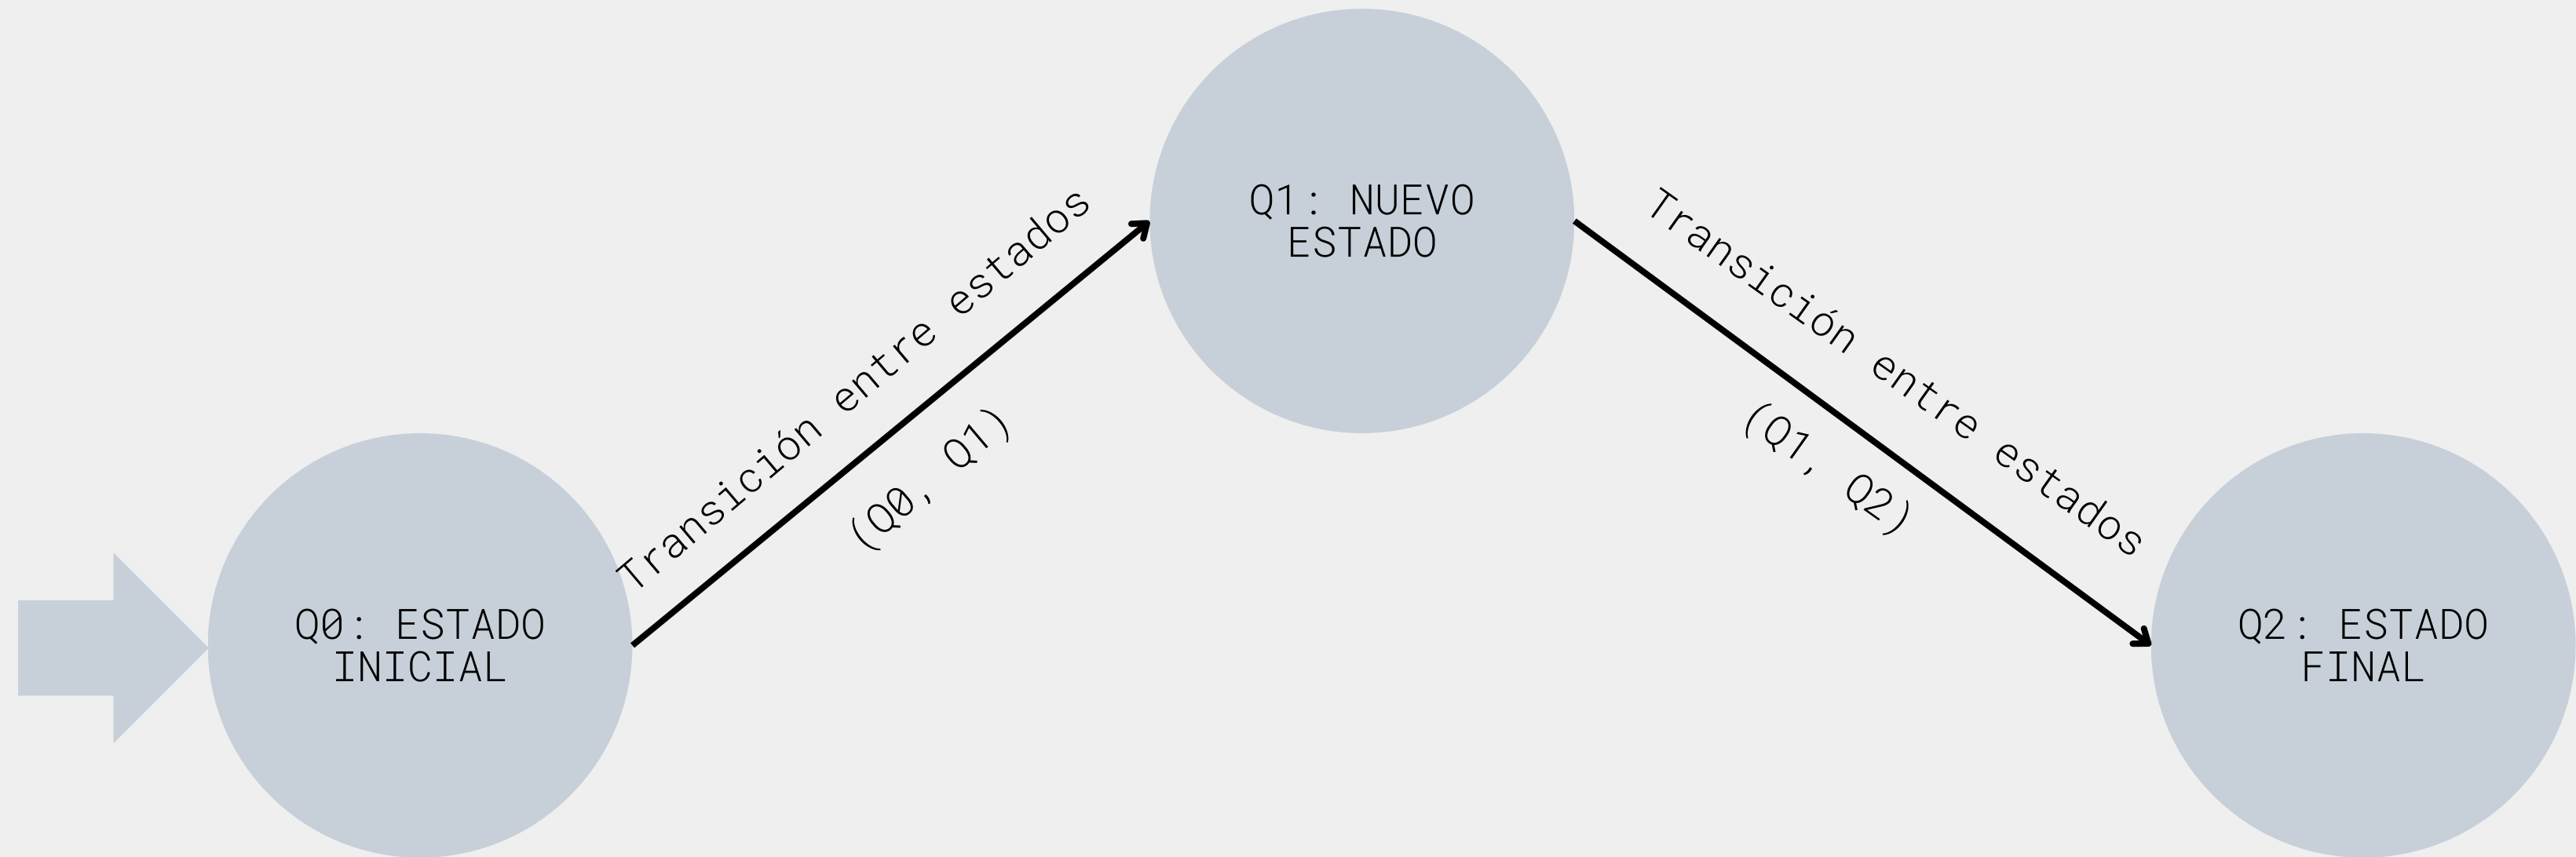 Q0: ESTADO
INICIAL
Transición entre estados
(Q0, Q1)
Q1: NUEVO
ESTADO
Transición entre estados
(Q1, Q2)
Q2: ESTADO
FINAL